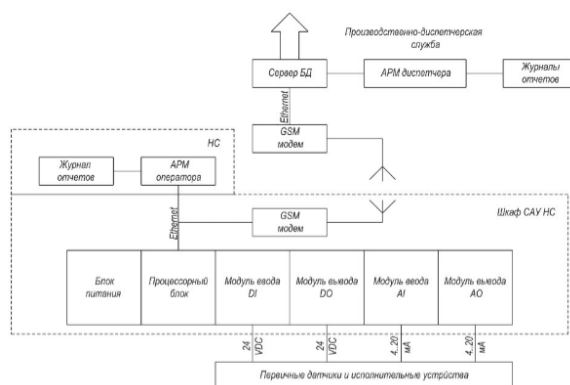 Производственно-диспетчерская
служба
Сервер БД
АРМ диспетчера
Журналы
отчетов
Ethernet
GSM
модем
НС
Журнал
отчетов
АРМ
оператора
Шкаф САУ НС
GSM
модем
Ethernet
Блок
питания
Процессорный
блок
Модуль ввода
DI
Модуль вывода
DO
Модуль ввода
AI
Модуль вывода
AO
24
VDC
24
VDC
4..20
мА
4..20
мА
Первичные датчики и исполнительные устрйства